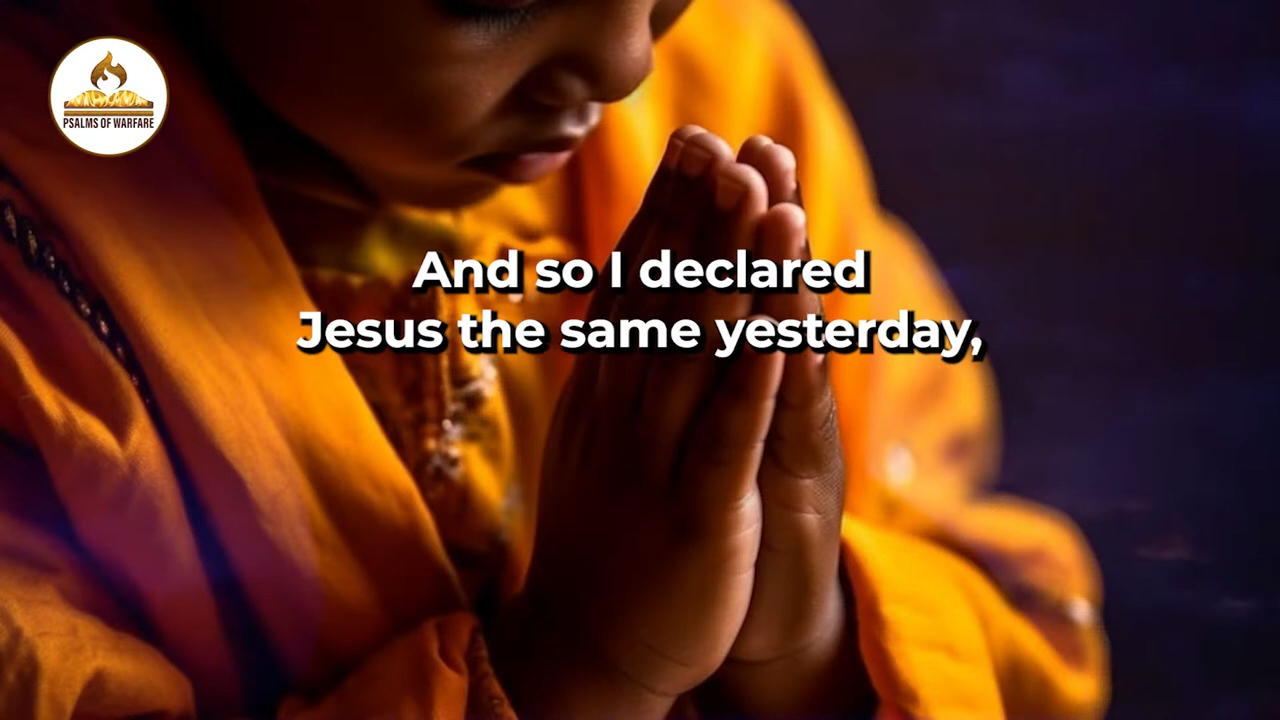 PSALMS OF WARFARE
And so I declared
Jesus the same yesterday,